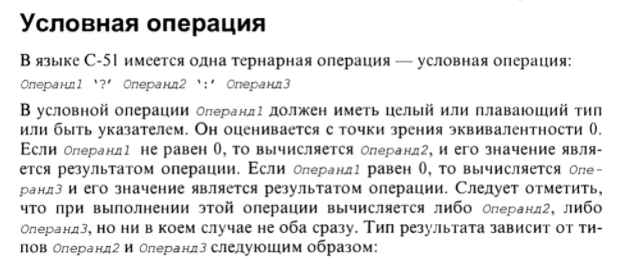 Условная операция
В языке С-51 имеется одна тернарная операция — условная операция:
Операнд1 '?' Операнд2 ':' Операнд3
В условной операции Операнд1 должен иметь целый или плавающий тип
или быть указателем. Он оценивается с точки зрения эквивалентности 0.
Если Операнд1 не равен 0, то вычисляется Операнд2, и его значение явля-
ется результатом операции. Если Операнд1 равен 0, то вычисляется Опе-
ранд3 и его значение является результатом операции. Следует отметить,
что при выполнении этой операции вычисляется либо Операнд2, либо
Операнд3, но ни в коем случае не оба сразу. Тип результата зависит от ти-
пов Операнд2 и Операнд3 следующим образом: